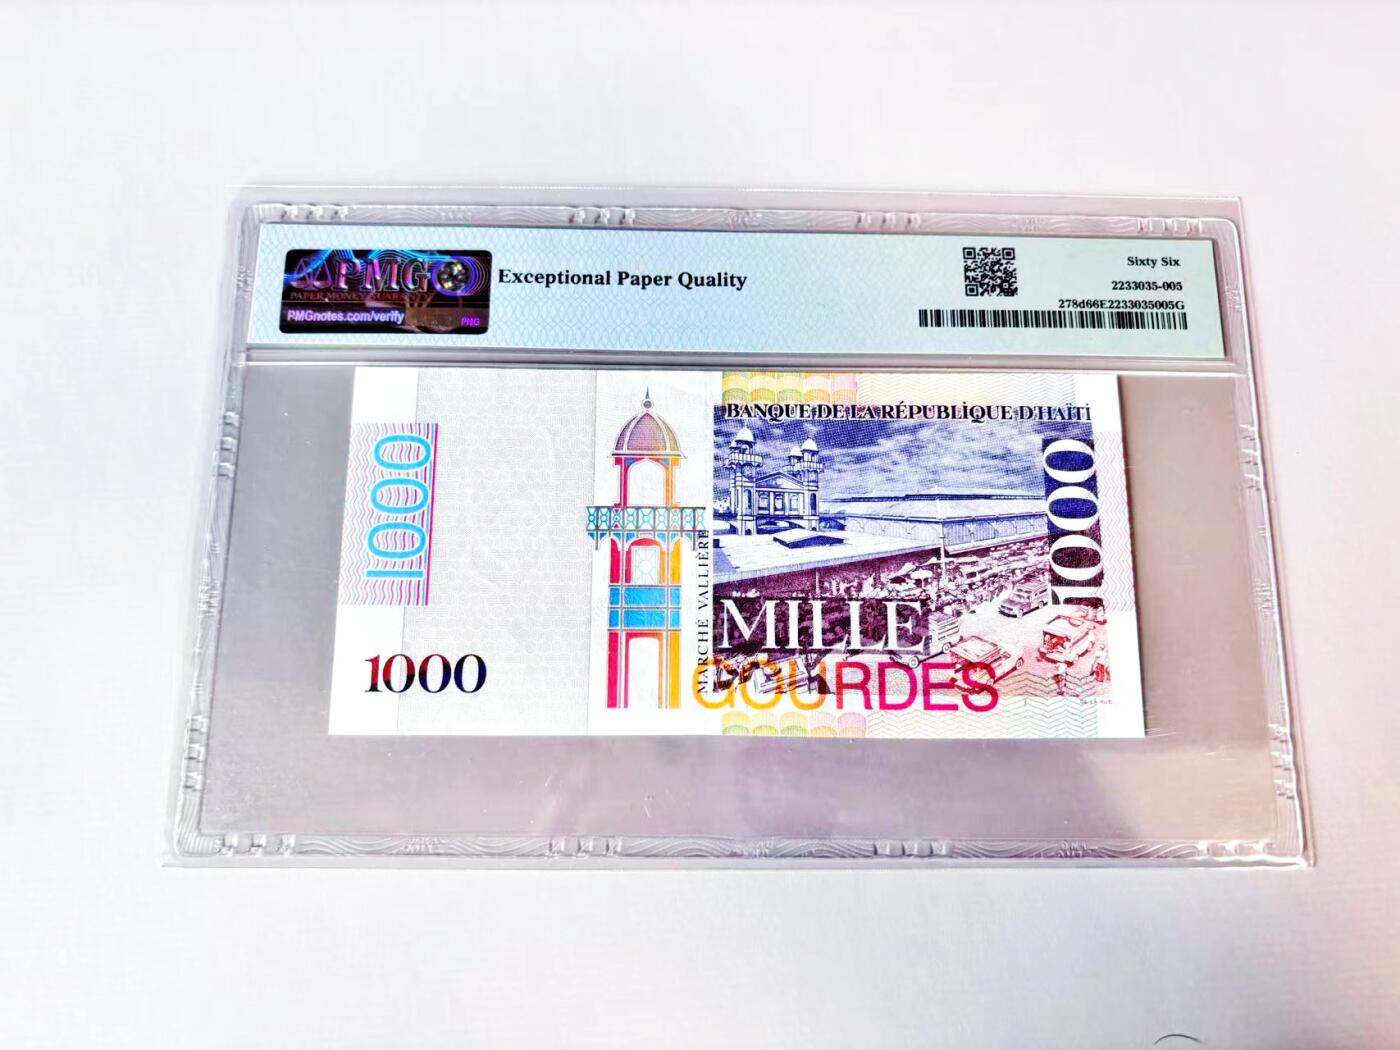 PMG
PAPER MONEY GUARANTY
PMGnotes.com/verify
PMG
Exceptional Paper Quality
Sixty Six
2233035-005
278d66E2233035005G
BANQUE DE LA RÉPUBLIQUE D'HAÏTI
1000
1000
MARCHÉ VALLIÈRE
MILLE
GOURDES
1000